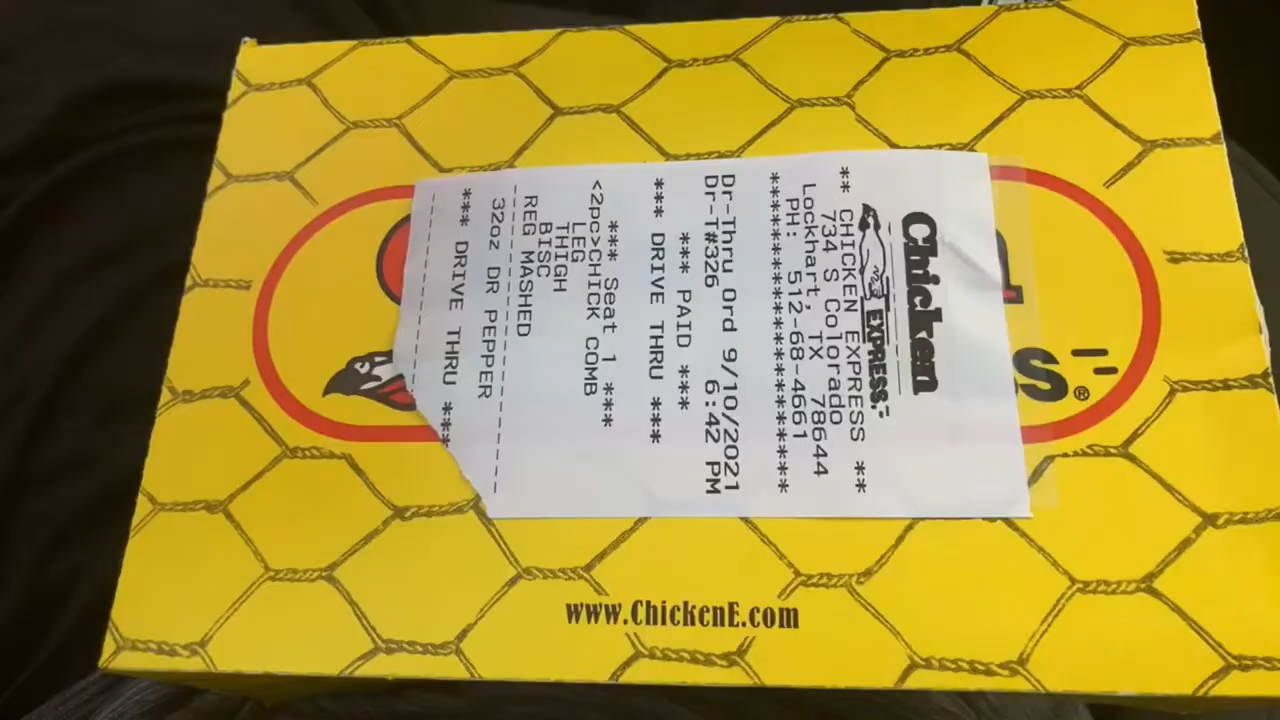 Chicken
EXPRESS.
** CHICKEN EXPRESS **
734 S Colorado
Lockhart, TX 78644
PH: 512-68-4661
*************************
Dr-Thru Ord 9/10/2021
Dr-T#326 6:42 PM
*** PAID ***
*** DRIVE THRU ***
*** Seat 1 ***
<2pc>CHICK COMB
LEG
THIGH
BISC
REG MASHED
32oz DR PEPPER
*** DRIVE THRU ***
s®
www.ChickenE.com